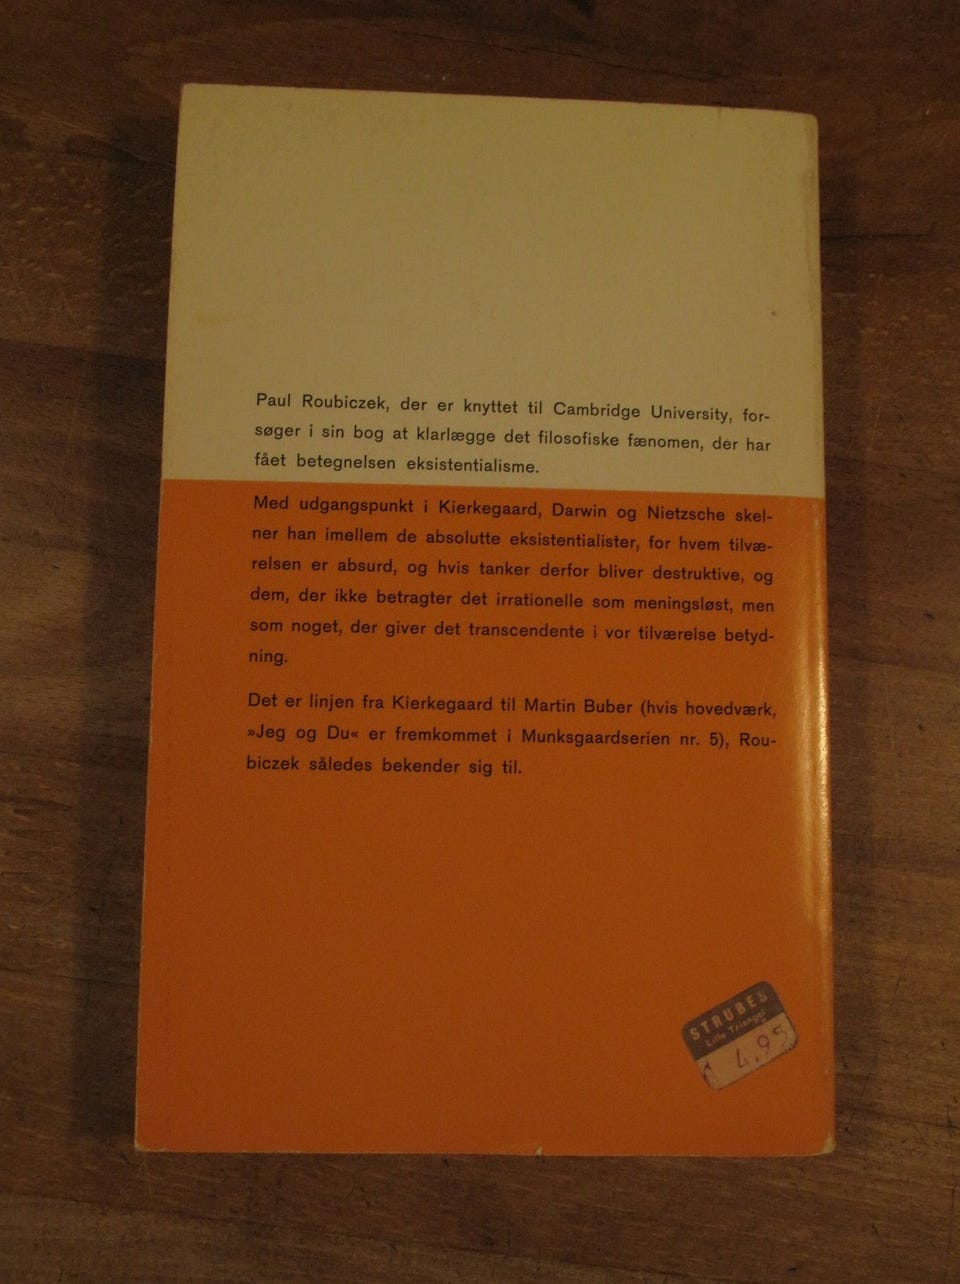 Paul Roubiczek, der er knyttet til Cambridge University, for-
søger i sin bog at klarlægge det filosofiske fænomen, der har
fået betegnelsen eksistentialisme.
Med udgangspunkt i Kierkegaard, Darwin og Nietzsche skel-
ner han imellem de absolutte eksistentialister, for hvem tilvæ-
relsen er absurd, og hvis tanker derfor bliver destruktive, og
dem, der ikke betragter det irrationelle som meningsløst, men
som noget, der giver det transcendente i vor tilværelse betyd-
ning.
Det er linjen fra Kierkegaard til Martin Buber (hvis hovedværk,
»Jeg og Du« er fremkommet i Munksgaardserien nr. 5), Rou-
biczek således bekender sig til.
STRUBES
Lille Triangel
4.95